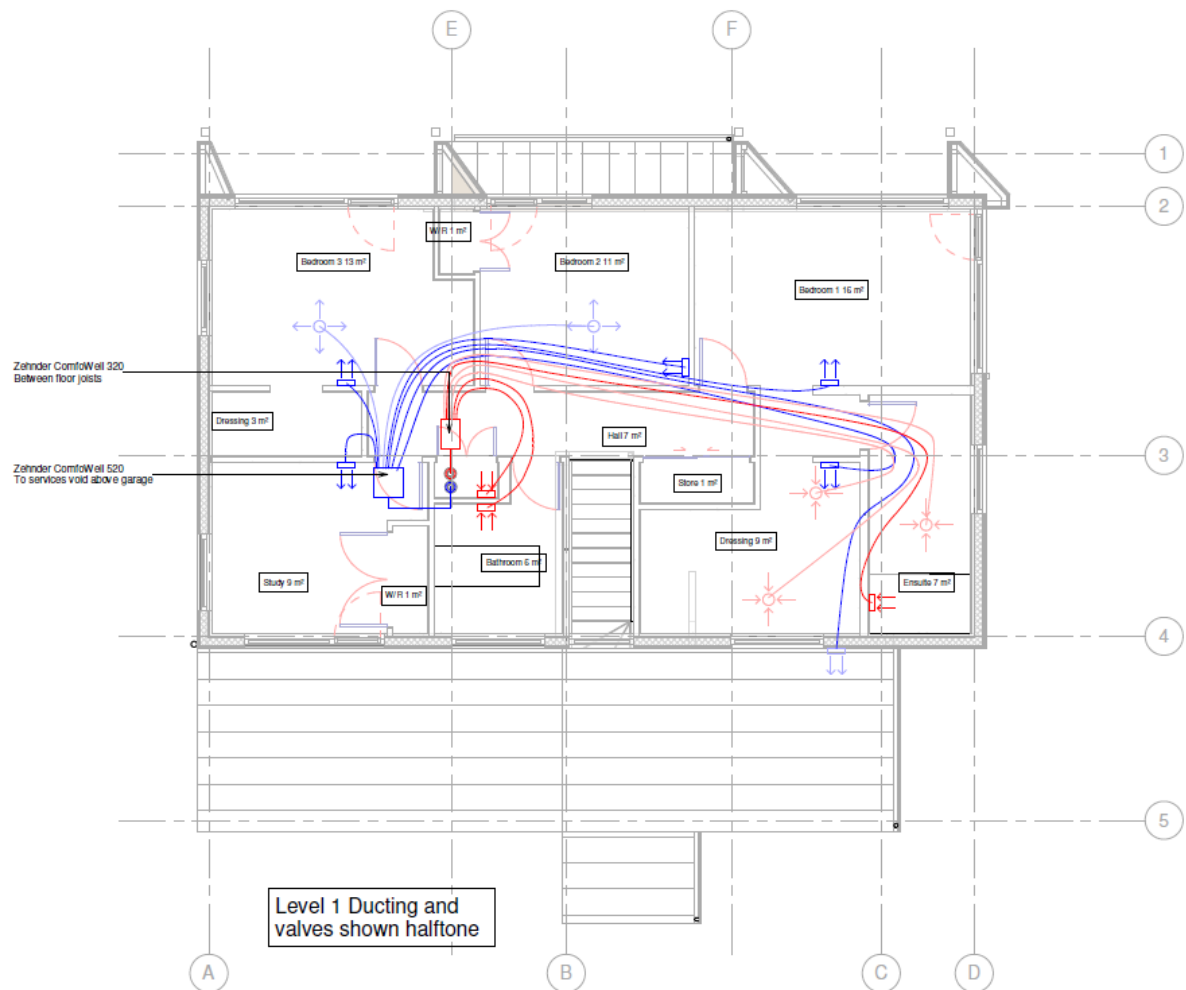 E
F
1
2
W/R 1 m²
Bedroom 3 13 m²
Bedroom 2 11 m²
Bedroom 1 16 m²
Zehnder ComfoWell 320
Between floor joists
Dressing 3 m²
Hall 7 m²
3
Zehnder ComfoWell 520
To services void above garage
Store 1 m²
Dressing 9 m²
Bathroom 5 m²
Study 9 m²
Ensuite 7 m²
W/R 1 m²
4
5
Level 1 Ducting and
valves shown halftone
A
B
C
D